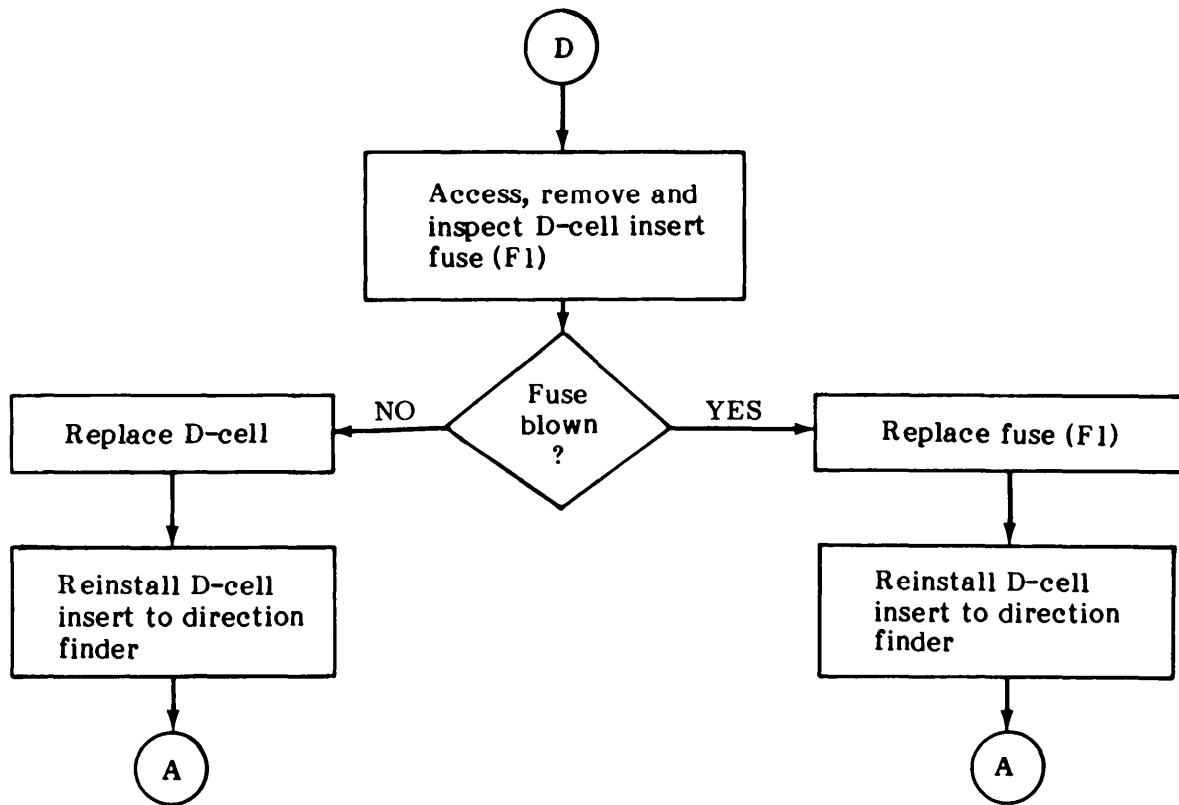 D
Access, remove and
inspect D-cell insert
fuse (F1)
Fuse
blown
?
NO
YES
Replace D-cell
Replace fuse (F1)
Reinstall D-cell
insert to direction
finder
Reinstall D-cell
insert to direction
finder
A
A